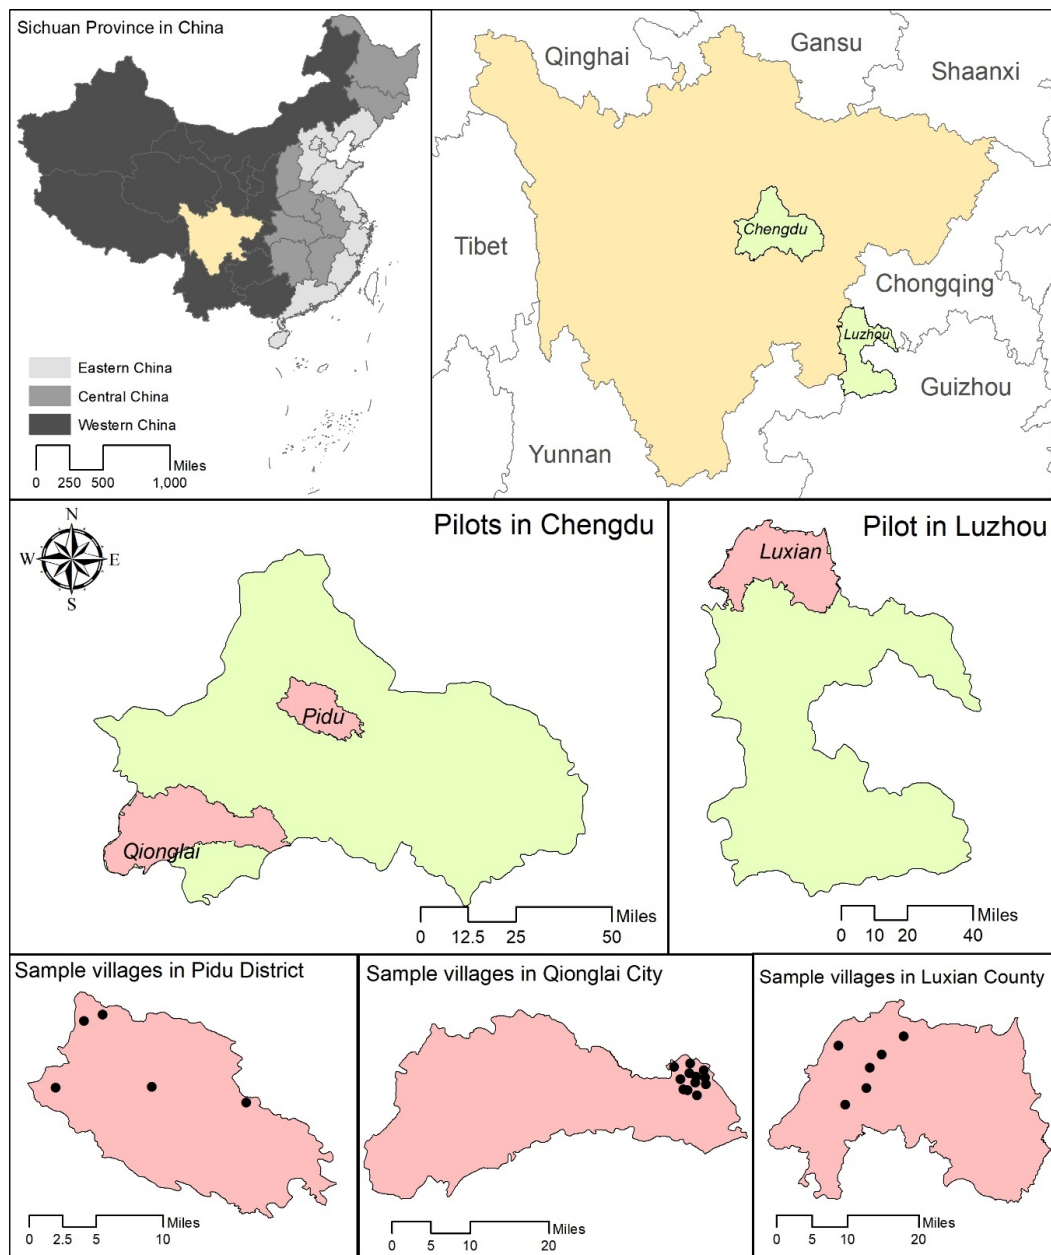 Sichuan Province in China
Eastern China
Central China
Western China
Miles
0 250 500 1,000
Qinghai
Gansu
Shaanxi
Tibet
Chengdu
Chongqing
Luzhou
Guizhou
Yunnan
N
W E
S
Pilots in Chengdu
Pidu
Qionglai
Miles
0 12.5 25 50
Pilot in Luzhou
Luxian
Miles
0 10 20 40
Sample villages in Pidu District
Miles
0 2.5 5 10
Sample villages in Qionglai City
Miles
0 5 10 20
Sample villages in Luxian County
Miles
0 5 10 20